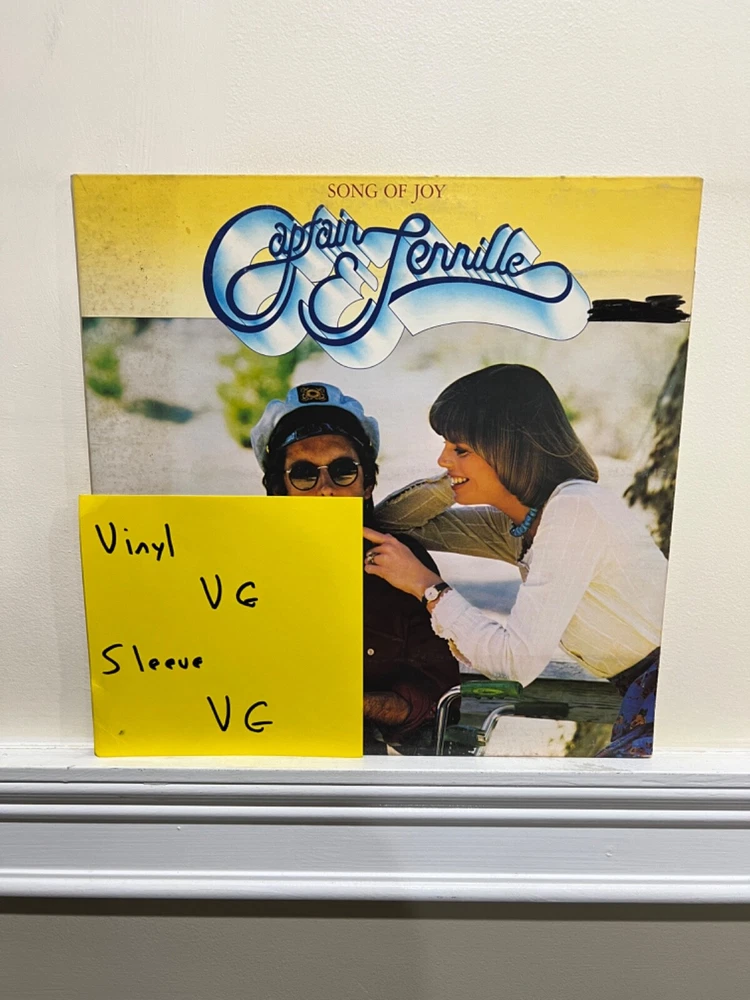 SONG OF JOY
Captain
& Tennille
Vinyl
VG
Sleeve
VG